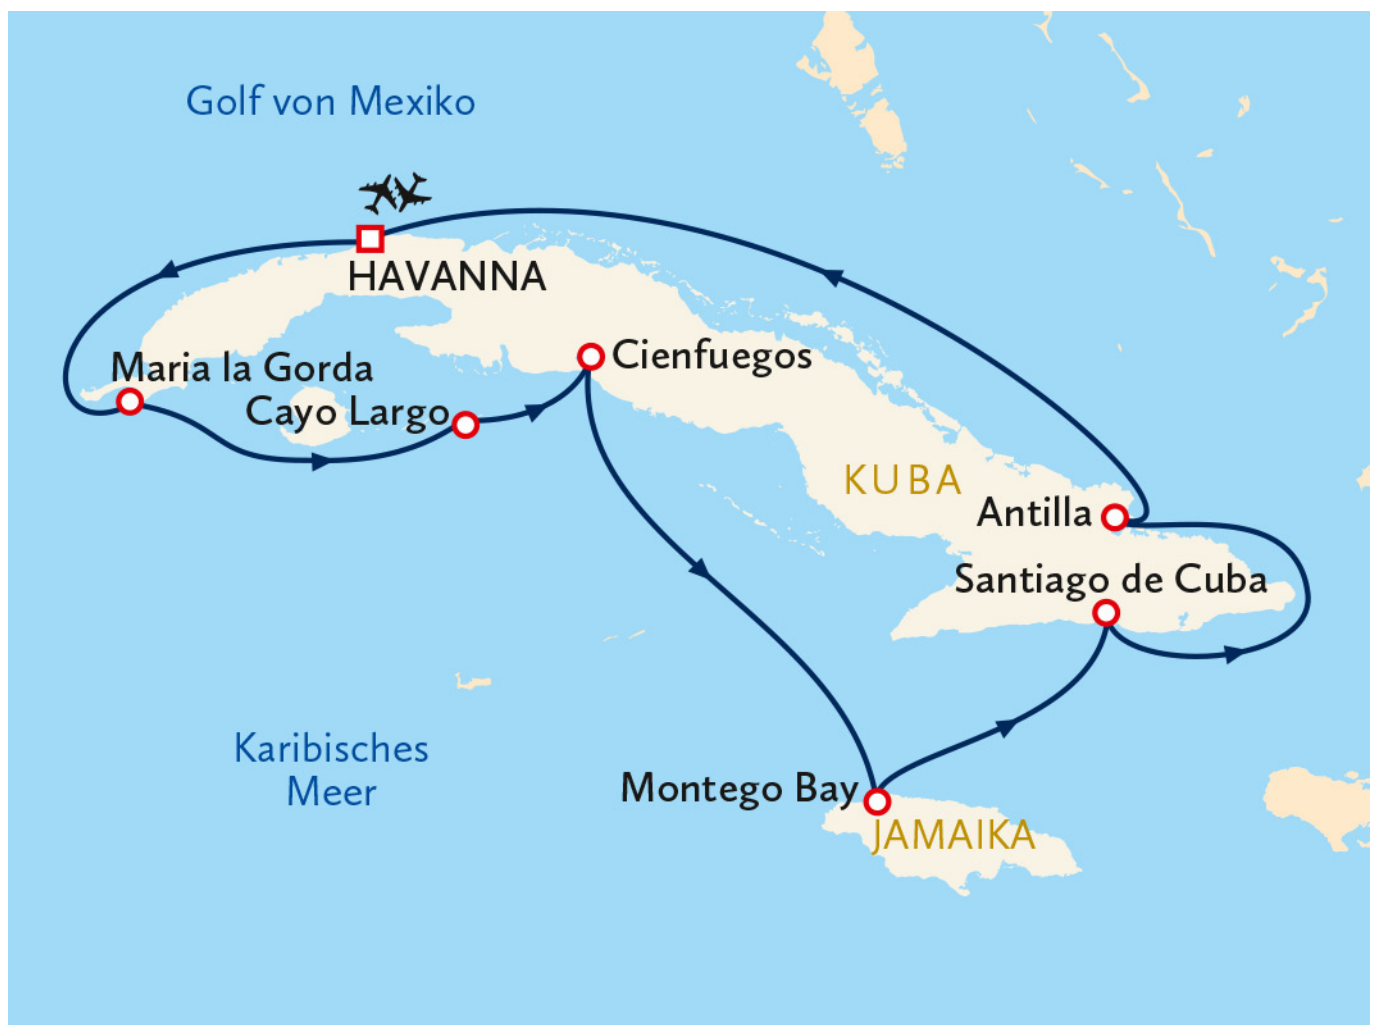 Golf von Mexiko
HAVANNA
Cienfuegos
Maria la Gorda
Cayo Largo
KUBA
Antilla
Santiago de Cuba
Karibisches
Meer
Montego Bay
JAMAIKA